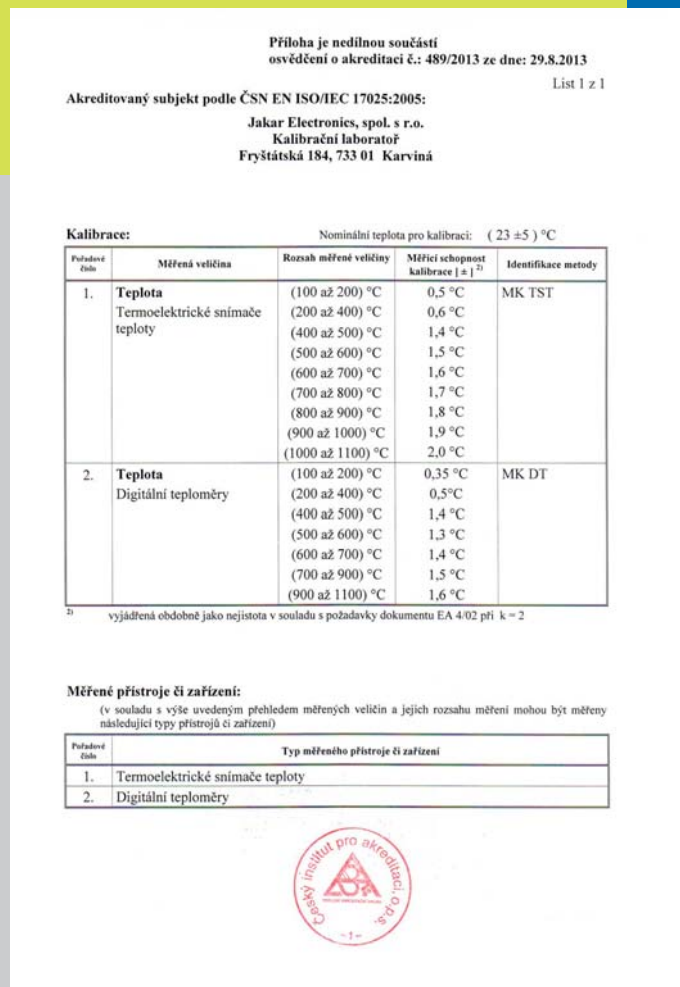 Příloha je nedílnou součástí
osvědčení o akreditaci č.: 489/2013 ze dne: 29.8.2013
List 1 z 1
Akreditovaný subjekt podle ČSN EN ISO/IEC 17025:2005:
Jakar Electronics, spol. s r.o.
Kalibrační laboratoř
Fryštátská 184, 733 01 Karviná
Kalibrace: Nominální teplota pro kalibraci: ( 23 ±5 ) °C
Pořadové číslo Měřená veličina Rozsah měřené veličiny Měřicí schopnost kalibrace | ± | 2) Identifikace metody
1. Teplota (100 až 200) °C 0,5 °C MK TST
Termoelektrické snímače (200 až 400) °C 0,6 °C
teploty (400 až 500) °C 1,4 °C
(500 až 600) °C 1,5 °C
(600 až 700) °C 1,6 °C
(700 až 800) °C 1,7 °C
(800 až 900) °C 1,8 °C
(900 až 1000) °C 1,9 °C
(1000 až 1100) °C 2,0 °C
2. Teplota (100 až 200) °C 0,35 °C MK DT
Digitální teploměry (200 až 400) °C 0,5°C
(400 až 500) °C 1,4 °C
(500 až 600) °C 1,3 °C
(600 až 700) °C 1,4 °C
(700 až 900) °C 1,5 °C
(900 až 1100) °C 1,6 °C
2) vyjádřená obdobně jako nejistota v souladu s požadavky dokumentu EA 4/02 při k = 2
Měřené přístroje či zařízení:
(v souladu s výše uvedeným přehledem měřených veličin a jejich rozsahu měření mohou být měřeny
následující typy přístrojů či zařízení)
Pořadové číslo Typ měřeného přístroje či zařízení
1. Termoelektrické snímače teploty
2. Digitální teploměry
Český institut pro akreditaci, o.p.s.
-1-